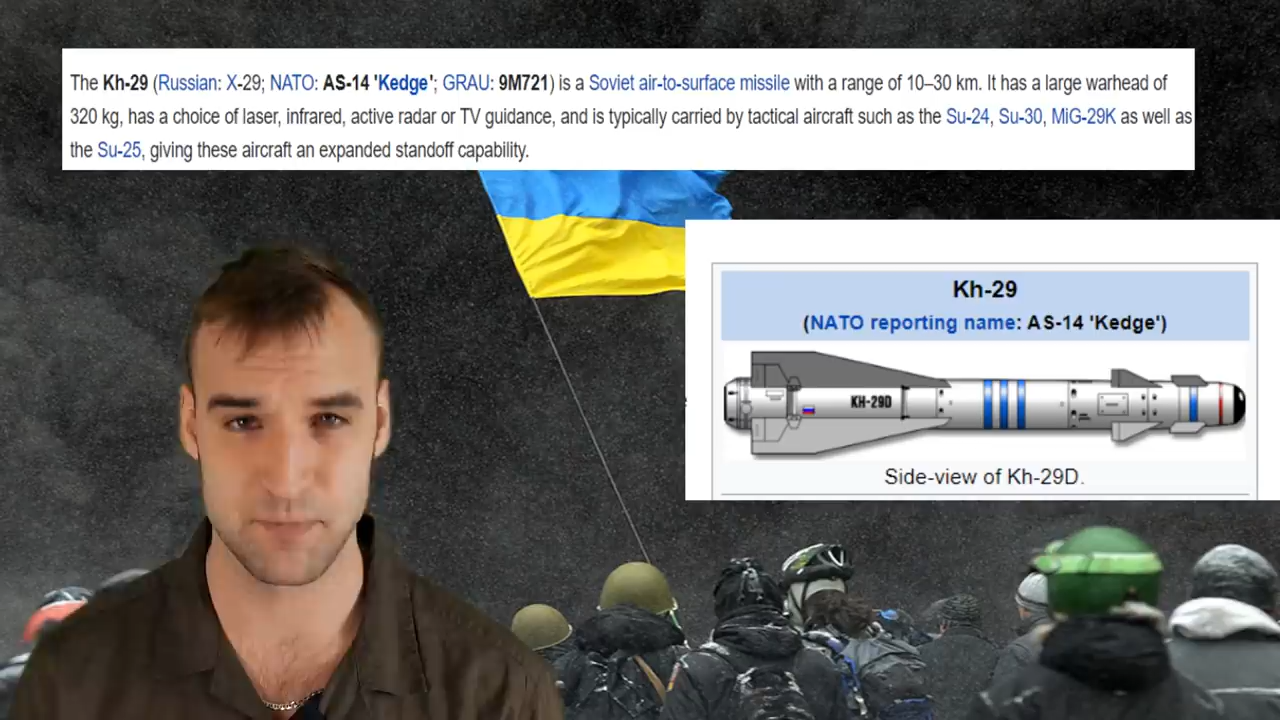 The Kh-29 (Russian: X-29; NATO: AS-14 'Kedge'; GRAU: 9M721) is a Soviet air-to-surface missile with a range of 10–30 km. It has a large warhead of
320 kg, has a choice of laser, infrared, active radar or TV guidance, and is typically carried by tactical aircraft such as the Su-24, Su-30, MiG-29K as well as
the Su-25, giving these aircraft an expanded standoff capability.
Kh-29
(NATO reporting name: AS-14 'Kedge')
KH-29D
Side-view of Kh-29D.